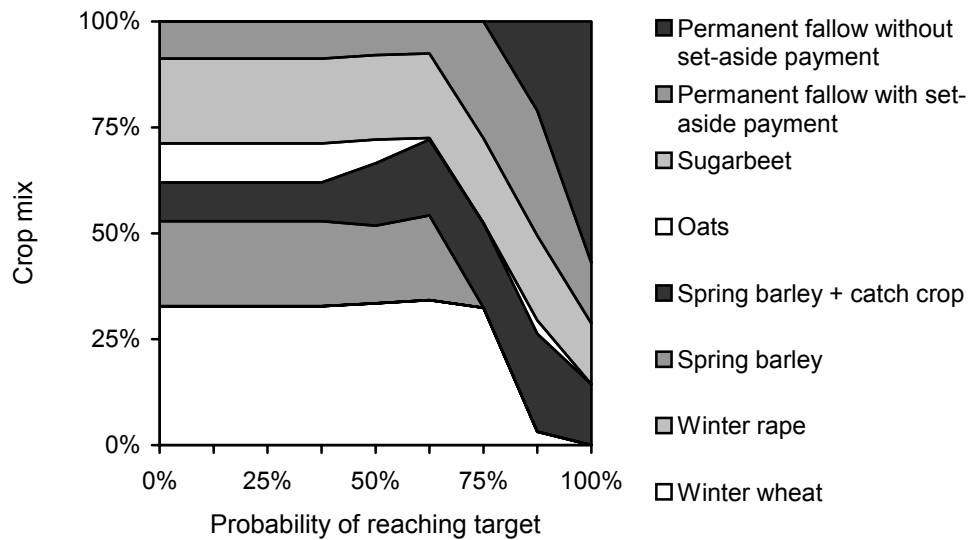 100%
75%
50%
25%
0%
Crop mix
0%
25%
50%
75%
100%
Probability of reaching target
Permanent fallow without
set-aside payment
Permanent fallow with set-
aside payment
Sugarbeet
Oats
Spring barley + catch crop
Spring barley
Winter rape
Winter wheat